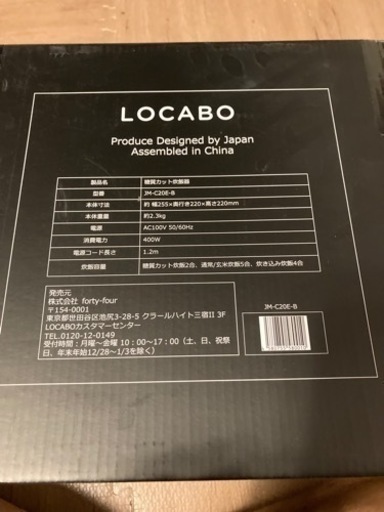 LOCABO
Produce Designed by Japan
Assembled in China
製品名 糖質カット炊飯器
型番 JM-C20E-B
本体寸法 約 幅255×奥行き220×高さ220mm
本体重量 約2.3kg
電源 AC100V 50/60Hz
消費電力 400W
電源コード長さ 1.2m
炊飯容量 糖質カット炊飯2合、通常/玄米炊飯5合、炊き込み炊飯4合
発売元
株式会社 forty-four
〒154-0001
東京都世田谷区池尻3-28-5 クラールハイト三宿II 3F
LOCABOカスタマーセンター
TEL.0120-12-0149
受付時間：月曜〜金曜 10：00〜17：00（土、日、祝祭
日、年末年始12/28〜1/3を除く）
JM-C20E-B